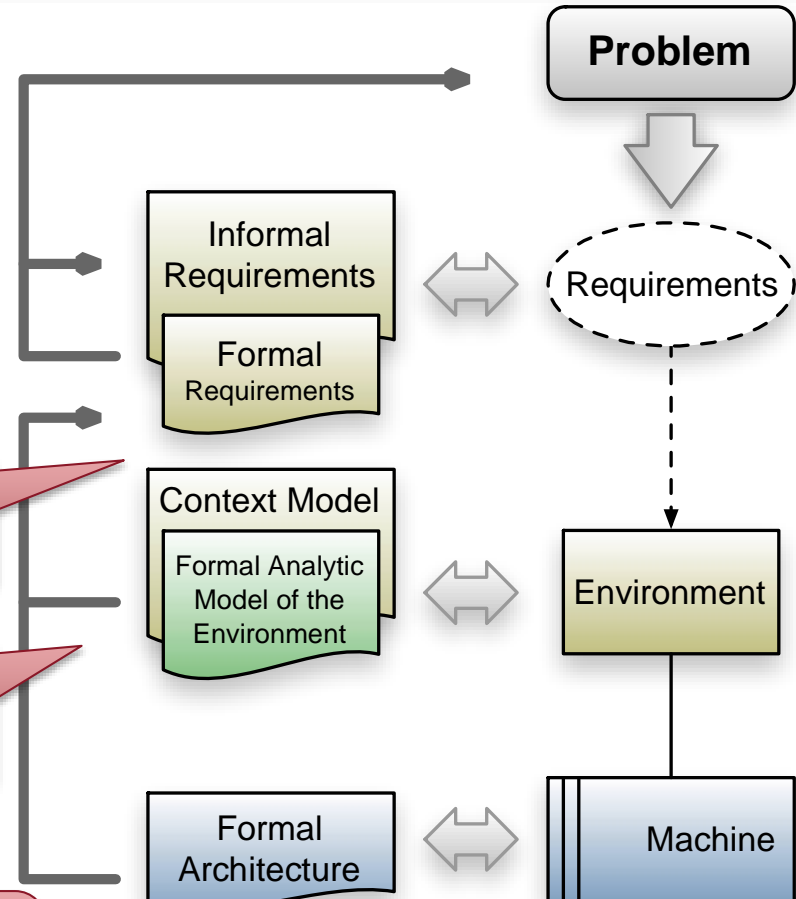 Problem
Informal
Requirements
Requirements
Formal
Requirements
Context Model
Formal Analytic
Model of the
Environment
Environment
Formal
Architecture
Machine